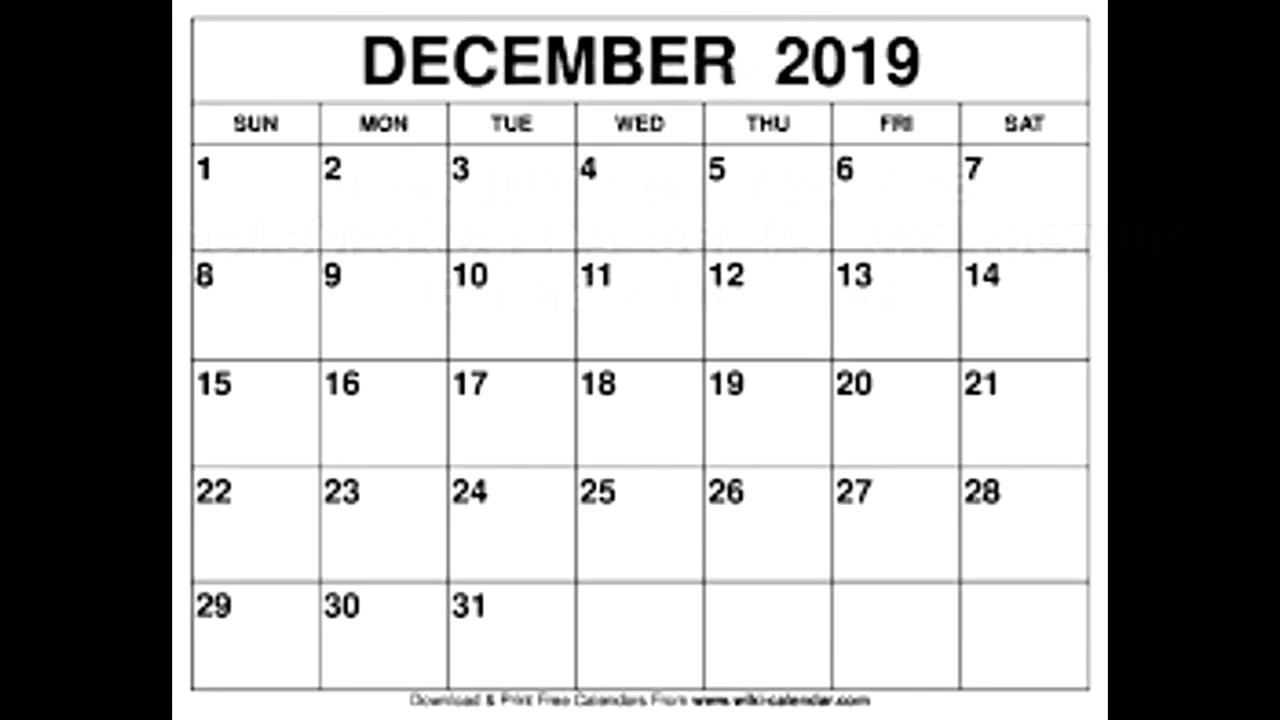 DECEMBER 2019
SUN MON TUE WED THU FRI SAT
1 2 3 4 5 6 7
8 9 10 11 12 13 14
15 16 17 18 19 20 21
22 23 24 25 26 27 28
29 30 31
Download & Print Free Calendars From www.wiki-calendar.com